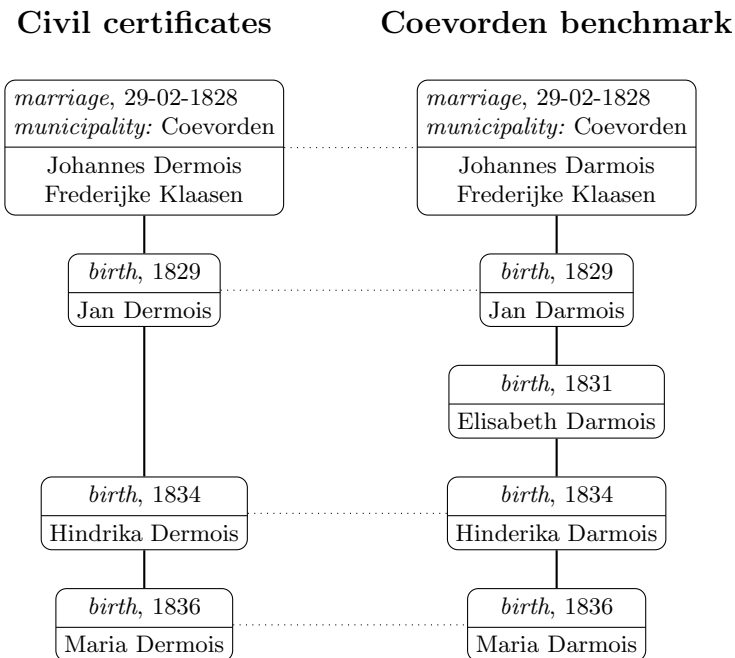 Civil certificates
Coevorden benchmark
marriage, 29-02-1828
municipality: Coevorden
Johannes Dermois
Frederijke Klaasen
marriage, 29-02-1828
municipality: Coevorden
Johannes Darmois
Frederijke Klaasen
birth, 1829
Jan Dermois
birth, 1829
Jan Darmois
birth, 1831
Elisabeth Darmois
birth, 1834
Hindrika Dermois
birth, 1834
Hinderika Darmois
birth, 1836
Maria Dermois
birth, 1836
Maria Darmois